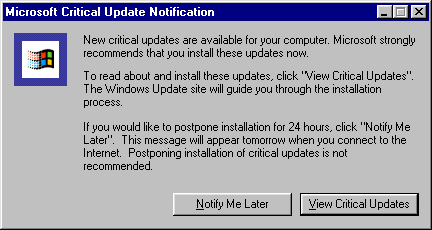 Microsoft Critical Update Notification
New critical updates are available for your computer. Microsoft strongly
recommends that you install these updates now.
To read about and install these updates, click "View Critical Updates".
The Windows Update site will guide you through the installation
process.
If you would like to postpone installation for 24 hours, click "Notify Me
Later".  This message will appear tomorrow when you connect to the
Internet.  Postponing installation of critical updates is not
recommended.
Notify Me Later
View Critical Updates